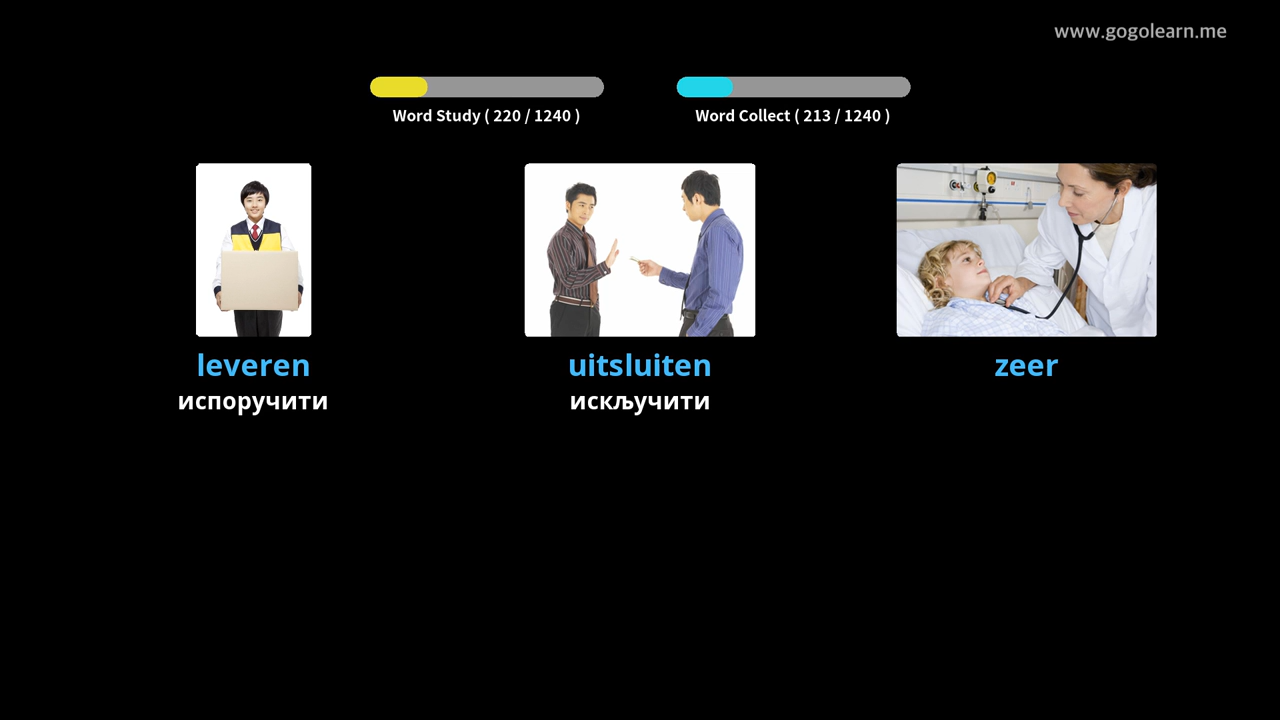 www.gogolearn.me
Word Study ( 220 / 1240 )
Word Collect ( 213 / 1240 )
leveren
испоручити
uitsluiten
искључити
zeer